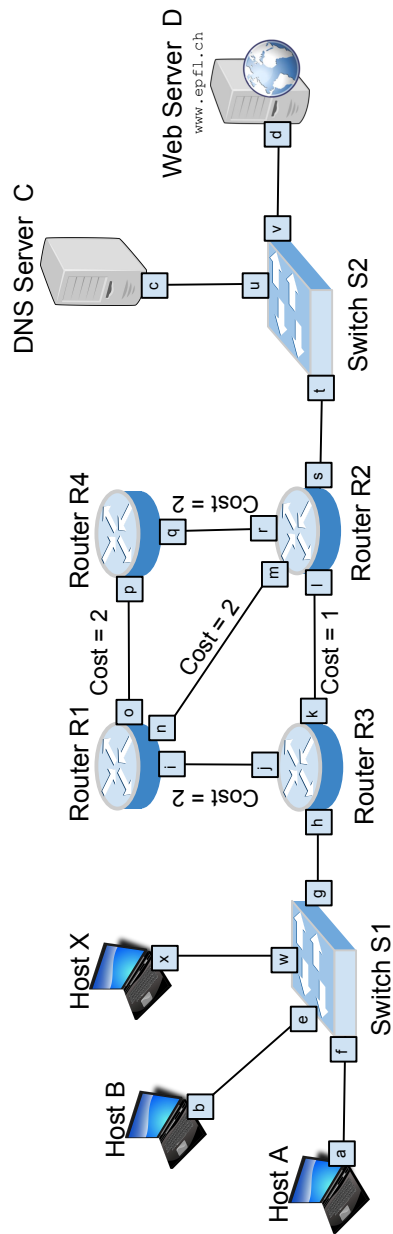 DNS Server C
Web Server D
www.epfl.ch
Switch S2
Router R4
Router R2
Router R1
Router R3
Cost = 2
Cost = 2
Cost = 2
Cost = 2
Cost = 1
Host X
Host B
Host A
Switch S1
a
b
x
f
e
w
g
h
j
i
k
l
n
o
m
p
q
r
s
t
u
c
v
d